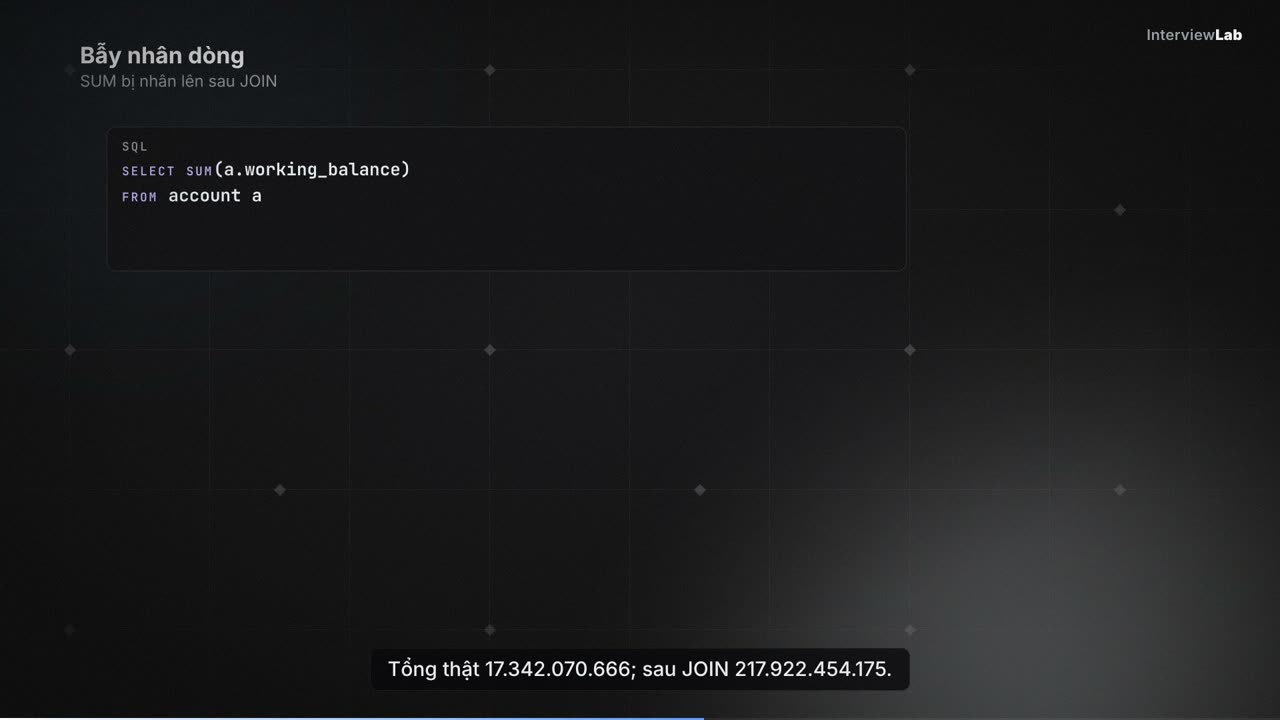 Bẫy nhân dòng
InterviewLab
SUM bị nhân lên sau JOIN
SQL
SELECT SUM(a.working_balance)
FROM account a
Tổng thật 17.342.070.666; sau JOIN 217.922.454.175.